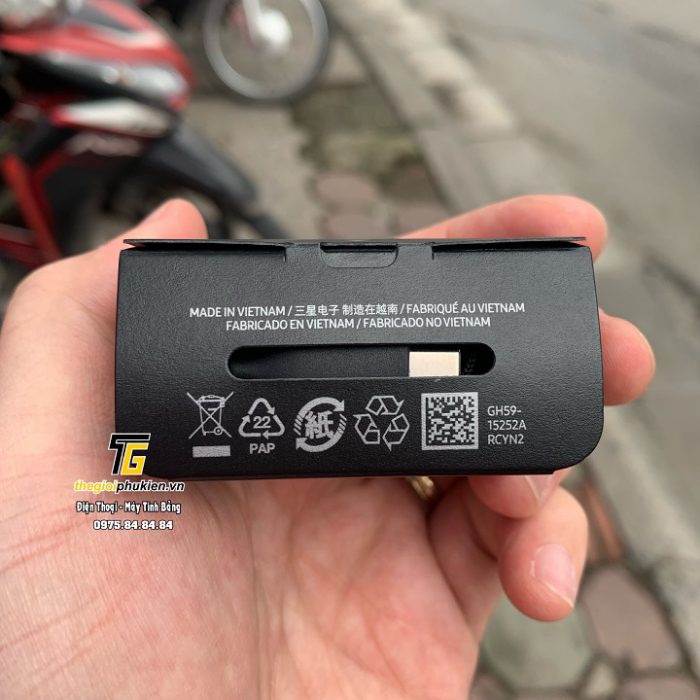 MADE IN VIETNAM / 三星电子 制造在越南 / FABRIQUÉ AU VIETNAM
FABRICADO EN VIETNAM / FABRICADO NO VIETNAM
22
PAP
紙
GH59-
15252A
RCYN2
TG
thegioiphukien.vn
Điện Thoại - Máy Tính Bảng
0975.84.84.84